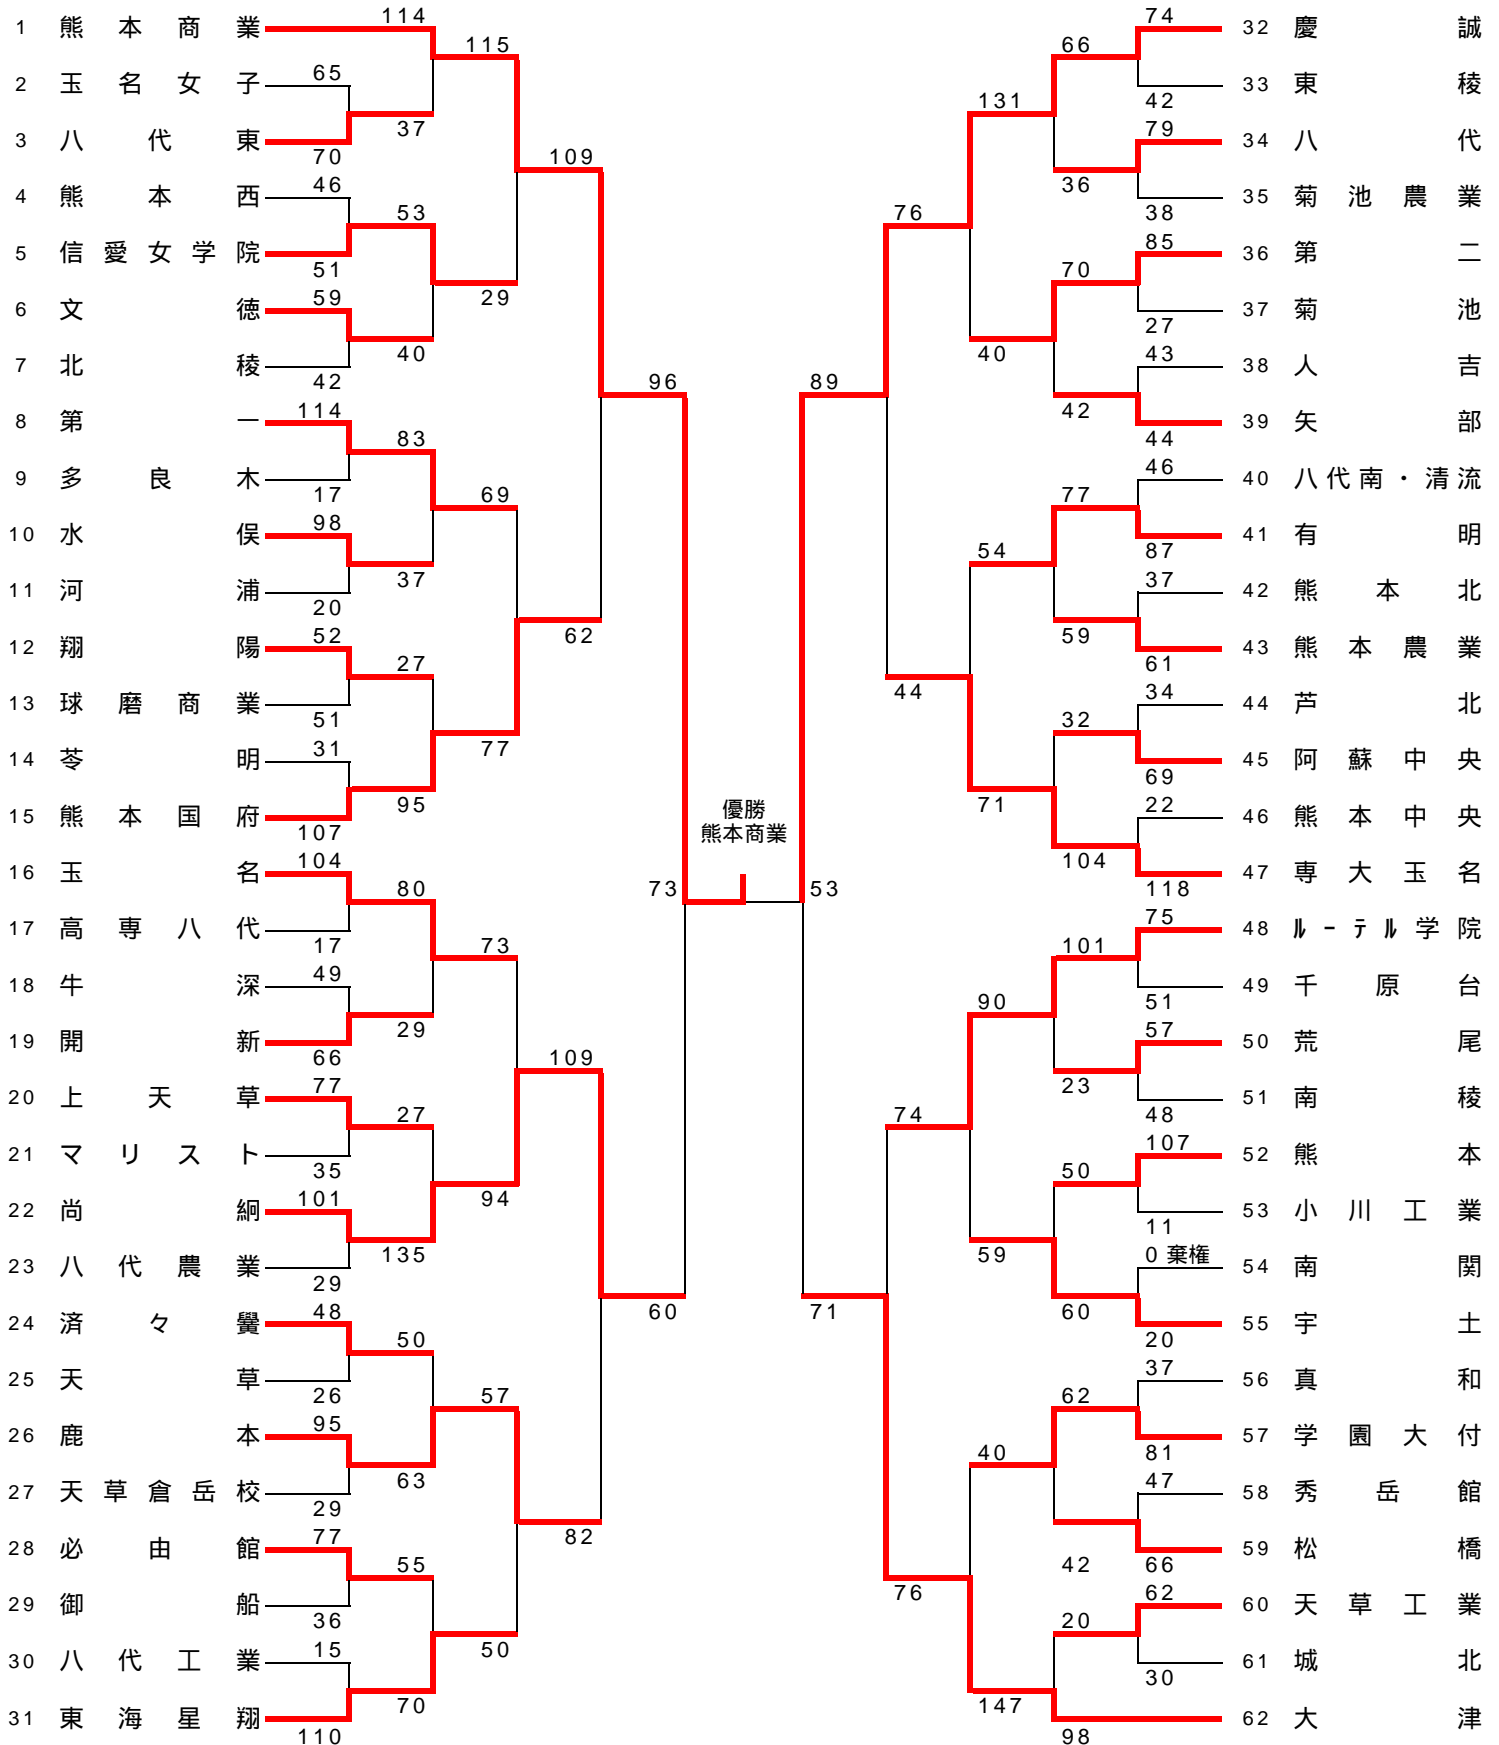 1 熊本商業 114
115
2 玉名女子 65
37
3 八代東 70
109
4 熊本西 46
53
5 信愛女学院 51
29
6 文徳 59
40
7 北稜 42
96
8 第一 114
83
9 多良木 17
69
10 水俣 98
37
11 河浦 20
62
12 翔陽 52
27
13 球磨商業 51
77
14 苓明 31
95
15 熊本国府 107
優勝
熊本商業
73
53
16 玉名 104
80
17 高専八代 17
73
18 牛深 49
29
19 開新 66
109
20 上天草 77
27
21 マリスト 35
94
22 尚絅 101
135
23 八代農業 29
60
24 済々黌 48
50
25 天草 26
57
26 鹿本 95
63
27 天草倉岳校 29
82
28 必由館 77
55
29 御船 36
50
30 八代工業 15
70
31 東海星翔 110
74 32 慶誠
66
42 33 東稜
131
79 34 八代
36
38 35 菊池農業
76
85 36 第二
70
27 37 菊池
40
43 38 人吉
42
44 39 矢部
89
46 40 八代南・清流
77
87 41 有明
54
37 42 熊本北
59
61 43 熊本農業
44
34 44 芦北
32
69 45 阿蘇中央
71
22 46 熊本中央
104
118 47 専大玉名
75 48 ルーテル学院
101
51 49 千原台
90
57 50 荒尾
23
48 51 南稜
74
107 52 熊本
50
11 53 小川工業
59
0 棄権 54 南関
60
20 55 宇土
71
37 56 真和
62
81 57 学園大付
40
47 58 秀岳館
42
66 59 松橋
76
62 60 天草工業
20
30 61 城北
147
98 62 大津